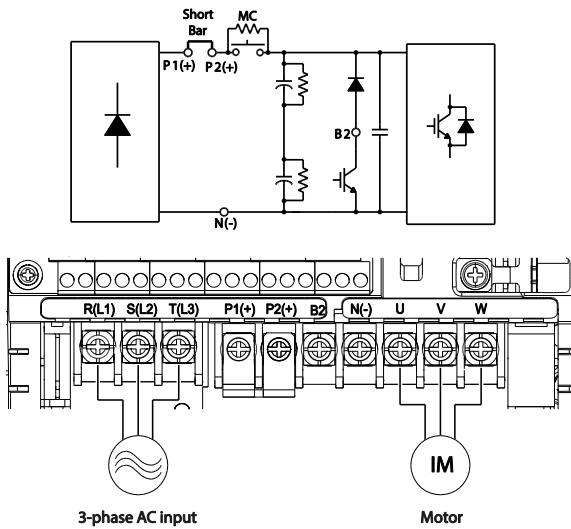 Short
Bar
MC
P1(+)
P2(+)
B2
N(-)
R(L1) S(L2) T(L3) P1(+) P2(+) B2 N(-) U V W
IM
3-phase AC input
Motor